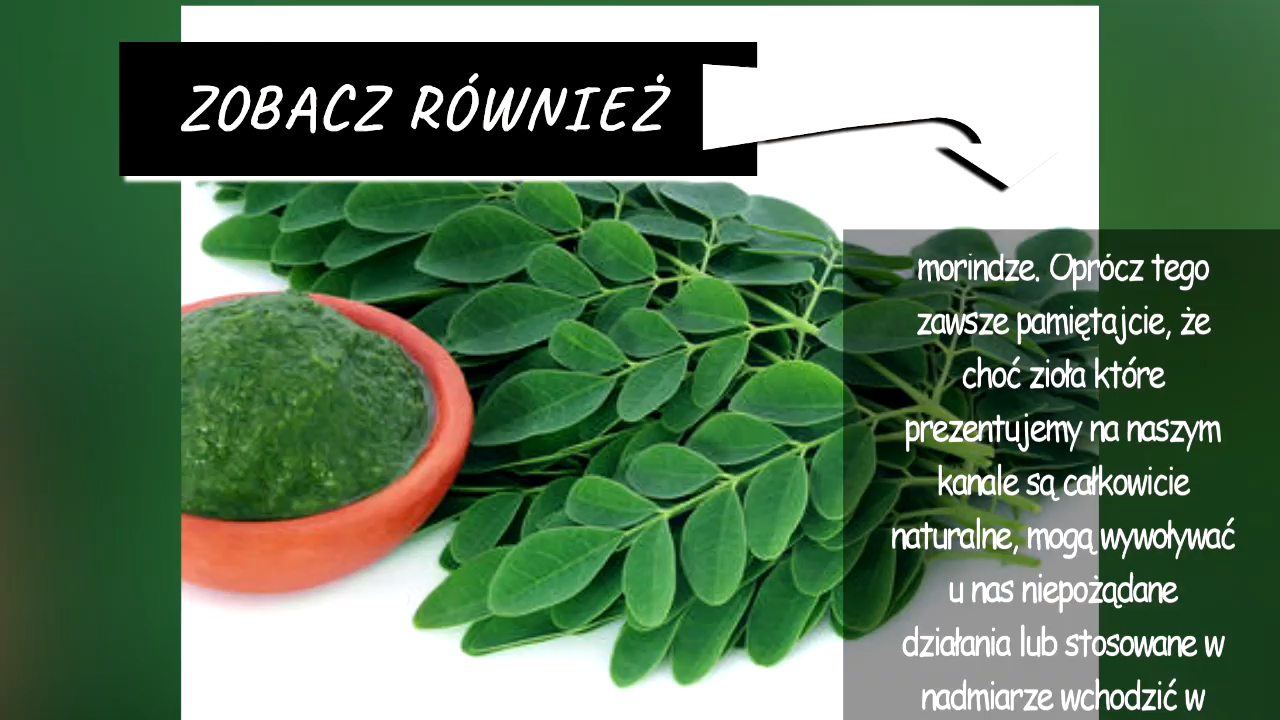 ZOBACZ RÓWNIEŻ
morindze. Oprócz tego
zawsze pamiętajcie, że
choć zioła które
prezentujemy na naszym
kanale są całkowicie
naturalne, mogą wywoływać
u nas niepożądane
działania lub stosowane w
nadmiarze wchodzić w